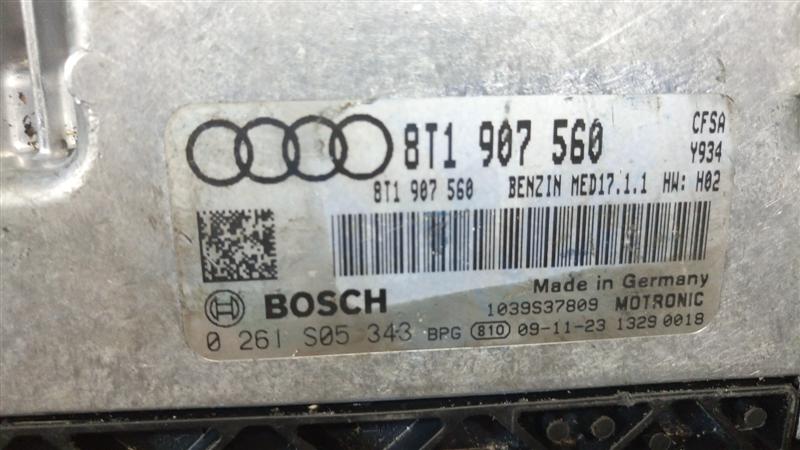 8T1 907 560 CFSA
Y934
8T1 907 560 BENZIN MED17.1.1 HW: H02
Made in Germany
BOSCH 1039S37809 MOTRONIC
0 261 S05 343 BPG 810 09-11-23 1329 0018